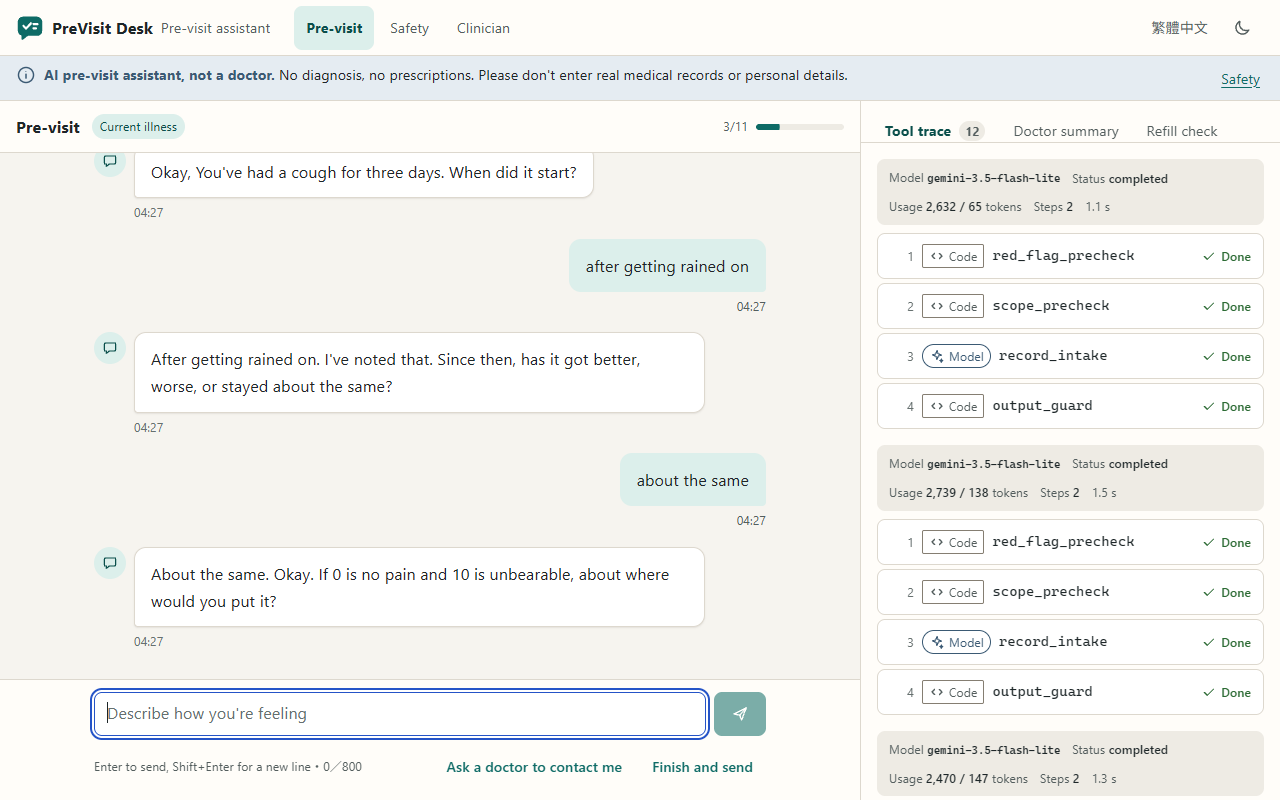 PreVisit Desk Pre-visit assistant Pre-visit Safety Clinician 繁體中文
AI pre-visit assistant, not a doctor. No diagnosis, no prescriptions. Please don't enter real medical records or personal details. Safety
Pre-visit Current illness 3/11
Okay, You've had a cough for three days. When did it start?
04:27
after getting rained on
04:27
After getting rained on. I've noted that. Since then, has it got better,
worse, or stayed about the same?
04:27
about the same
04:27
About the same. Okay. If 0 is no pain and 10 is unbearable, about where
would you put it?
04:27
Describe how you're feeling
Enter to send, Shift+Enter for a new line • 0／800 Ask a doctor to contact me Finish and send
Tool trace 12 Doctor summary Refill check
Model gemini-3.5-flash-lite Status completed
Usage 2,632 / 65 tokens Steps 2 1.1 s
1 Code red_flag_precheck Done
2 Code scope_precheck Done
3 Model record_intake Done
4 Code output_guard Done
Model gemini-3.5-flash-lite Status completed
Usage 2,739 / 138 tokens Steps 2 1.5 s
1 Code red_flag_precheck Done
2 Code scope_precheck Done
3 Model record_intake Done
4 Code output_guard Done
Model gemini-3.5-flash-lite Status completed
Usage 2,470 / 147 tokens Steps 2 1.3 s